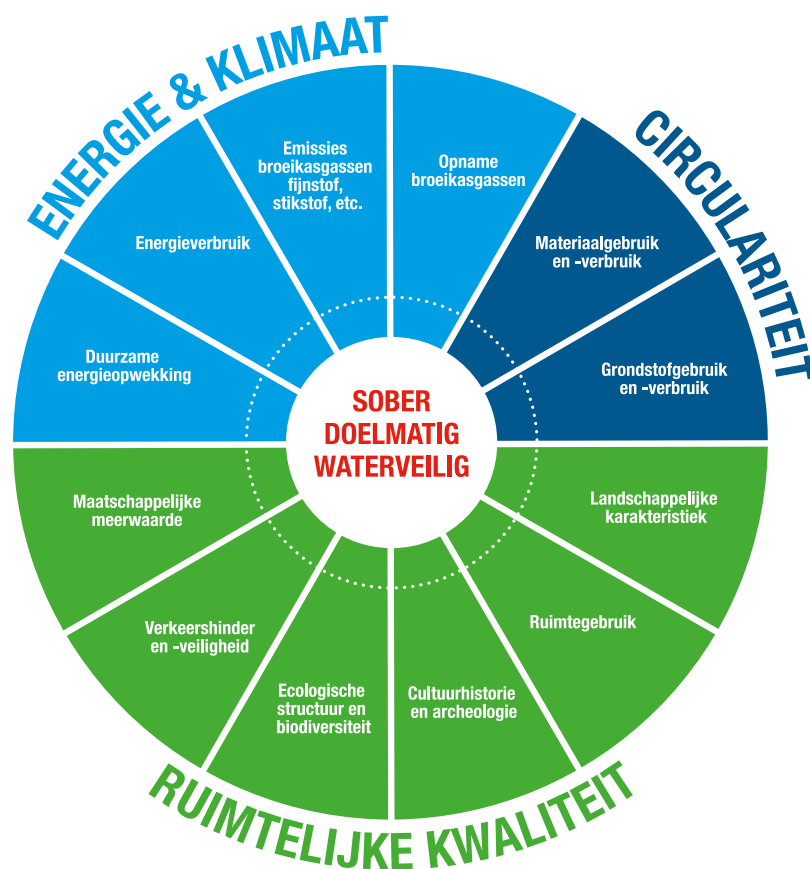 ENERGIE & KLIMAAT
CIRCULARITEIT
Emissies
broeikasgassen
fijnstof,
stikstof, etc.
Opname
broeikasgassen
Energieverbruik
Materiaalgebruik
en -verbruik
Duurzame
energieopwekking
Grondstofgebruik
en -verbruik
SOBER
DOELMATIG
WATERVEILIG
Maatschappelijke
meerwaarde
Landschappelijke
karakteristiek
Verkeershinder
en -veiligheid
Ruimtegebruik
Ecologische
structuur en
biodiversiteit
Cultuurhistorie
en archeologie
RUIMTELIJKE KWALITEIT